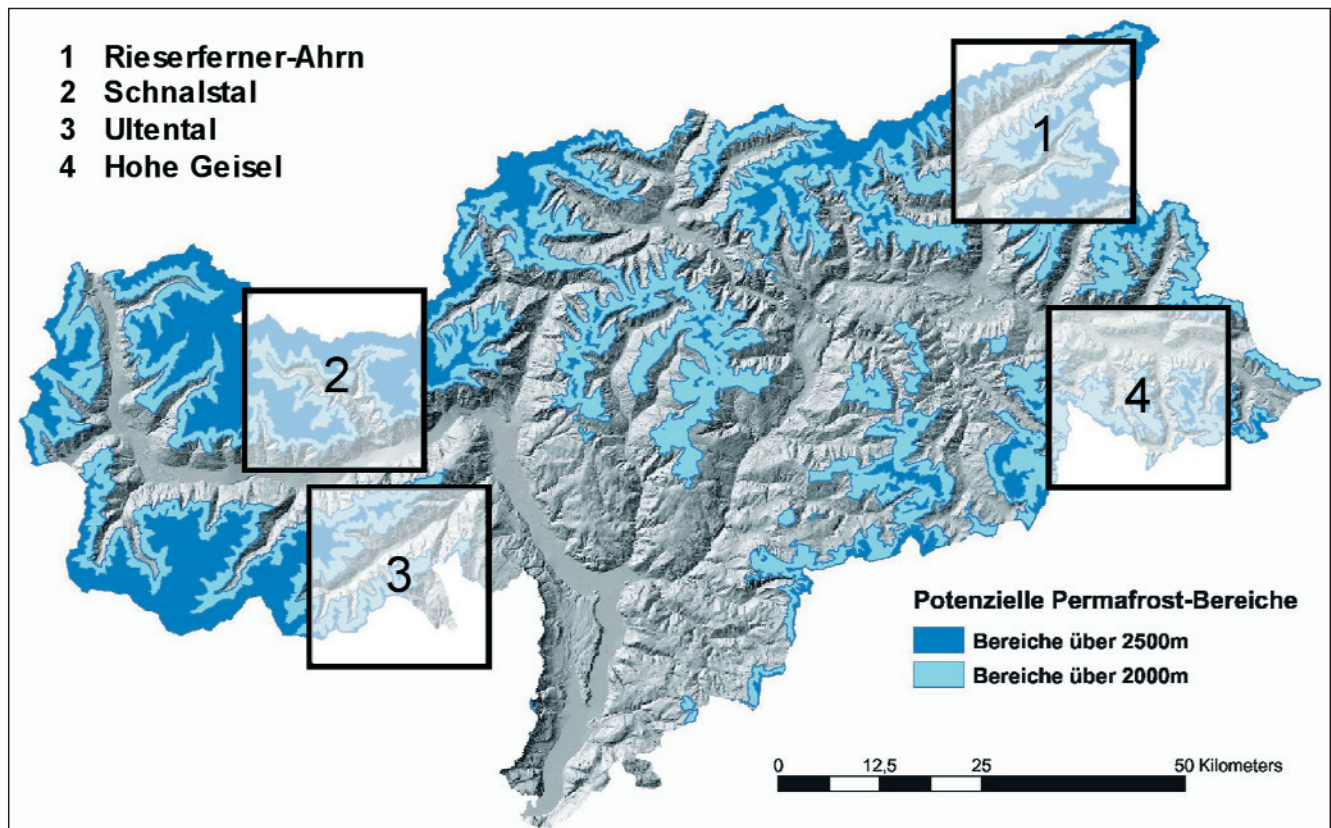 1 Rieserferner-Ahrn
2 Schnalstal
3 Ultental
4 Hohe Geisel
1
2
3
4
Potenzielle Permafrost-Bereiche
Bereiche über 2500m
Bereiche über 2000m
0 12,5 25 50 Kilometers